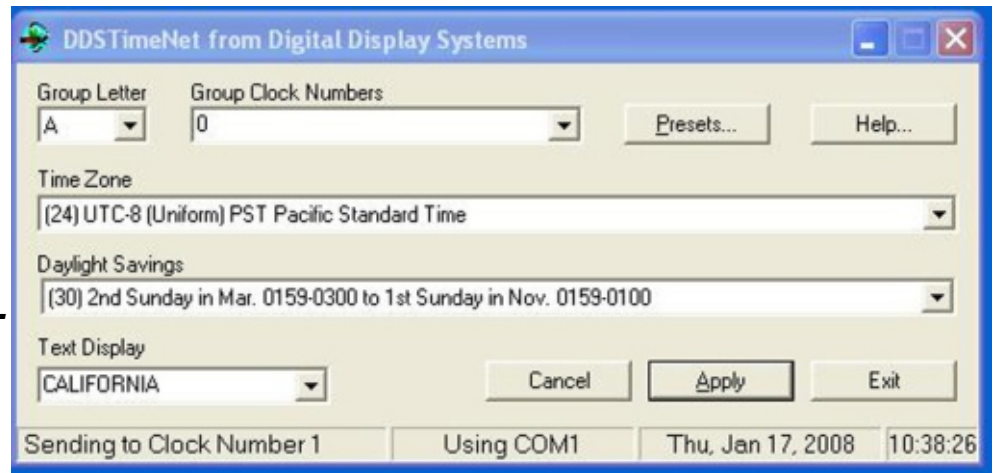 DDSTimeNet from Digital Display Systems
Group Letter Group Clock Numbers
A 0 Presets... Help...
Time Zone
(24) UTC-8 (Uniform) PST Pacific Standard Time
Daylight Savings
(30) 2nd Sunday in Mar. 0159-0300 to 1st Sunday in Nov. 0159-0100
Text Display
CALIFORNIA Cancel Apply Exit
Sending to Clock Number 1 Using COM1 Thu, Jan 17, 2008 10:38:26